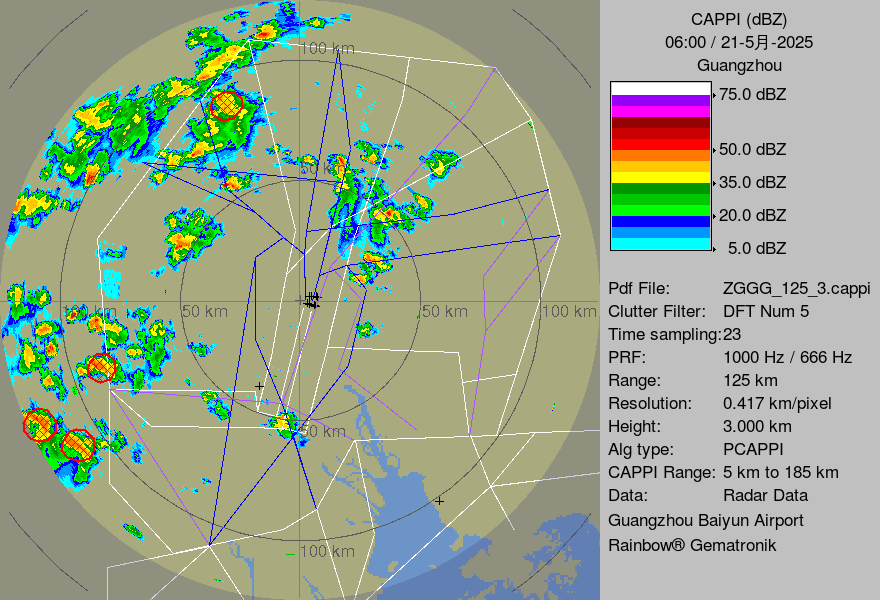 100 km
50 km
100 km
50 km
50 km
100 km
50 km
100 km
CAPPI (dBZ)
06:00 / 21-5月-2025
Guangzhou
75.0 dBZ
50.0 dBZ
35.0 dBZ
20.0 dBZ
5.0 dBZ
Pdf File: ZGGG_125_3.cappi
Clutter Filter: DFT Num 5
Time sampling:23
PRF: 1000 Hz / 666 Hz
Range: 125 km
Resolution: 0.417 km/pixel
Height: 3.000 km
Alg type: PCAPPI
CAPPI Range: 5 km to 185 km
Data: Radar Data
Guangzhou Baiyun Airport
Rainbow® Gematronik